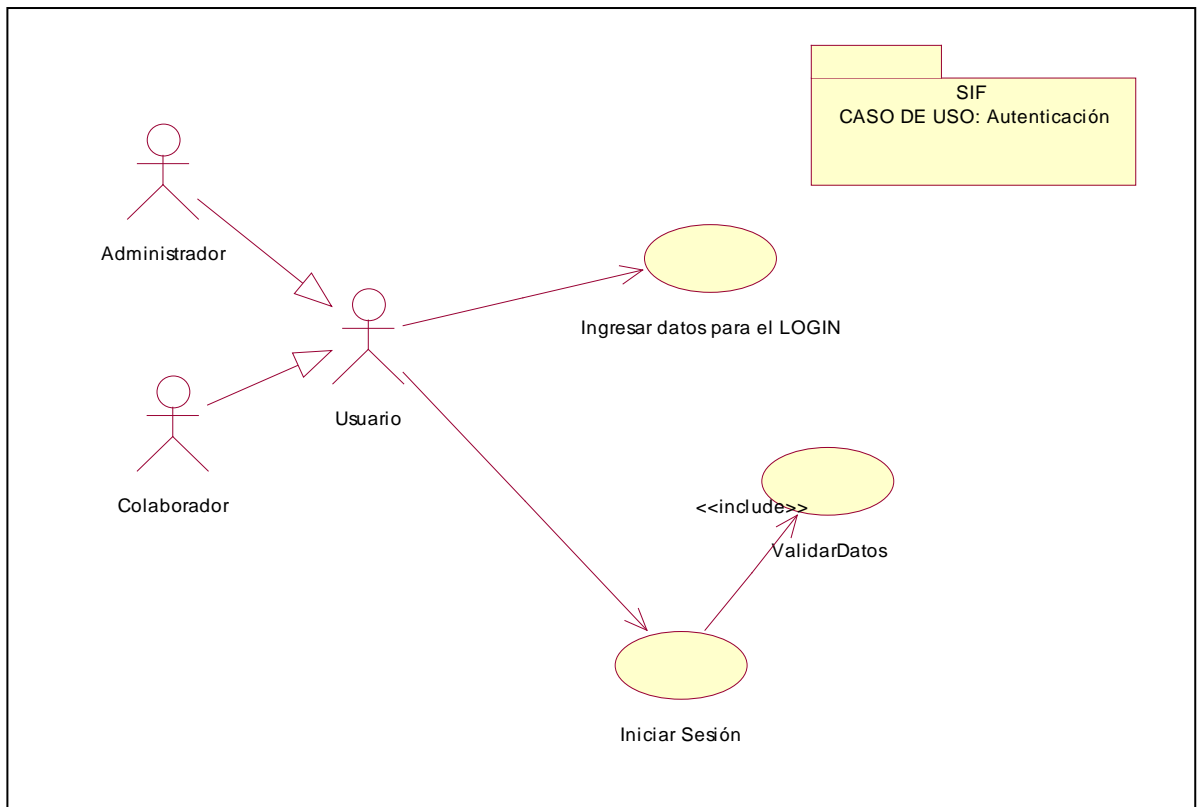 SIF
CASO DE USO: Autenticación
Administrador
Ingresar datos para el LOGIN
Usuario
Colaborador
<<include>>
ValidarDatos
Iniciar Sesión